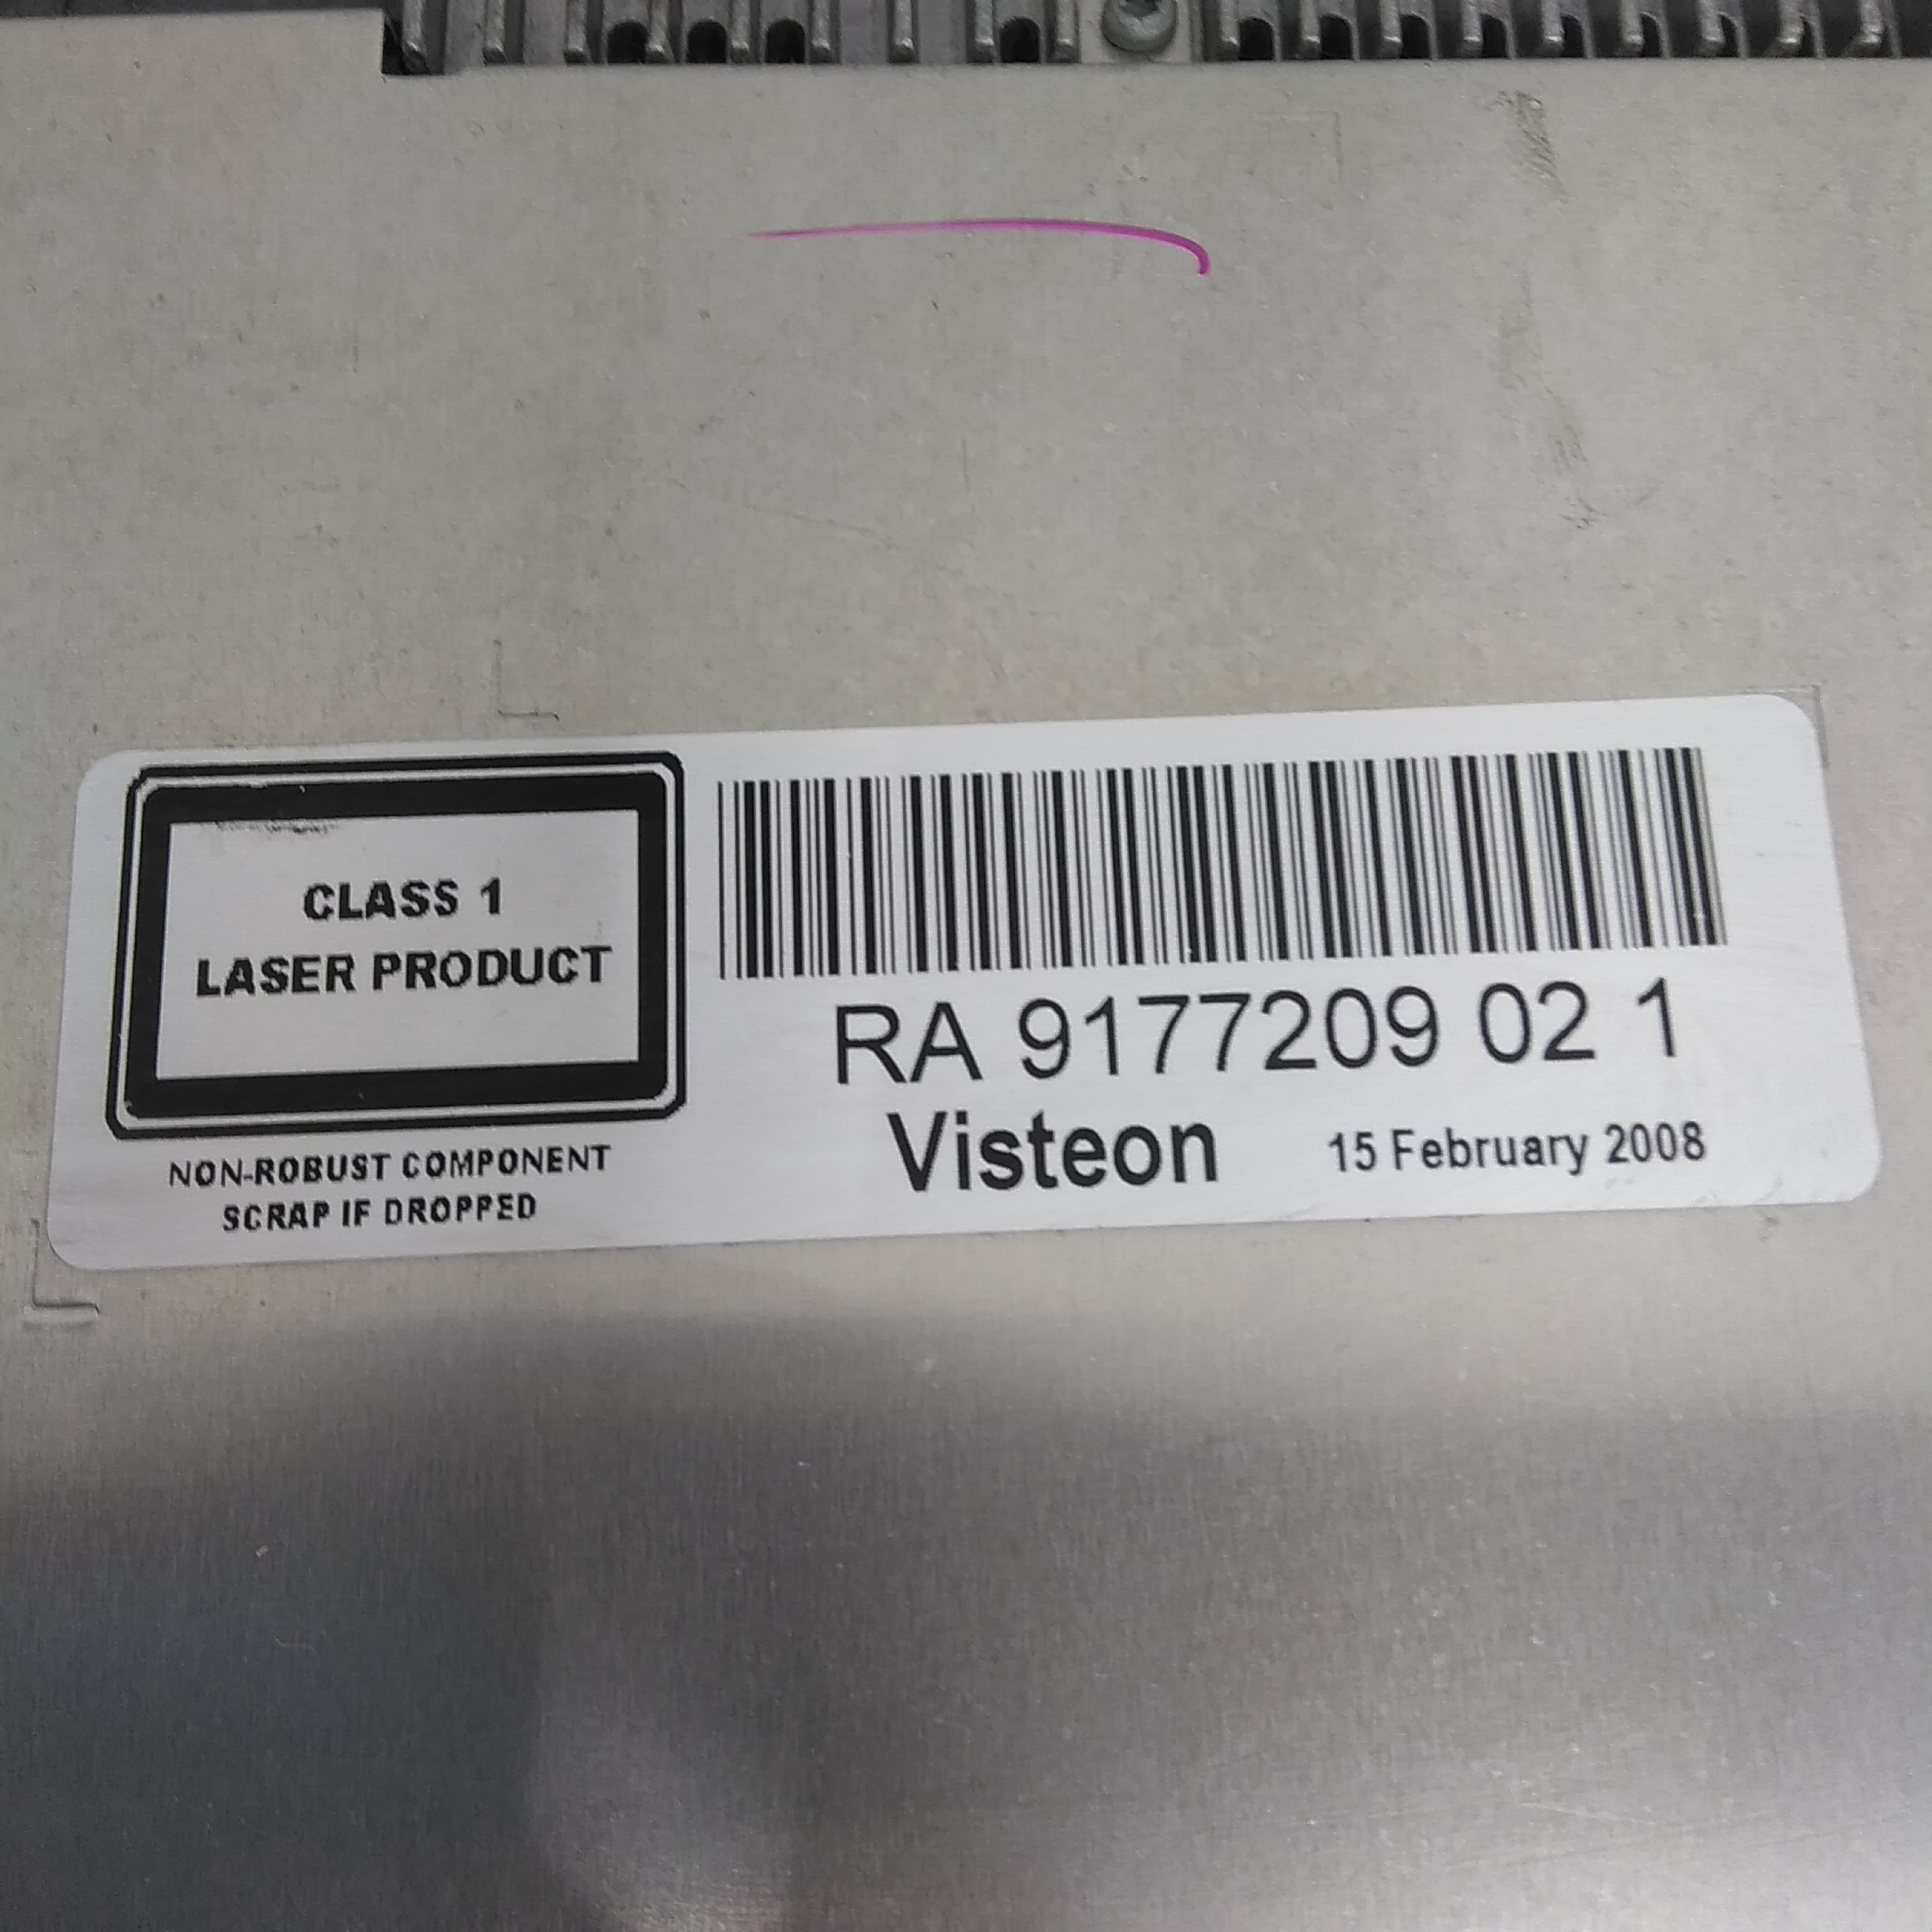 CLASS 1
LASER PRODUCT
NON-ROBUST COMPONENT
SCRAP IF DROPPED
RA 9177209 02 1
Visteon 15 February 2008